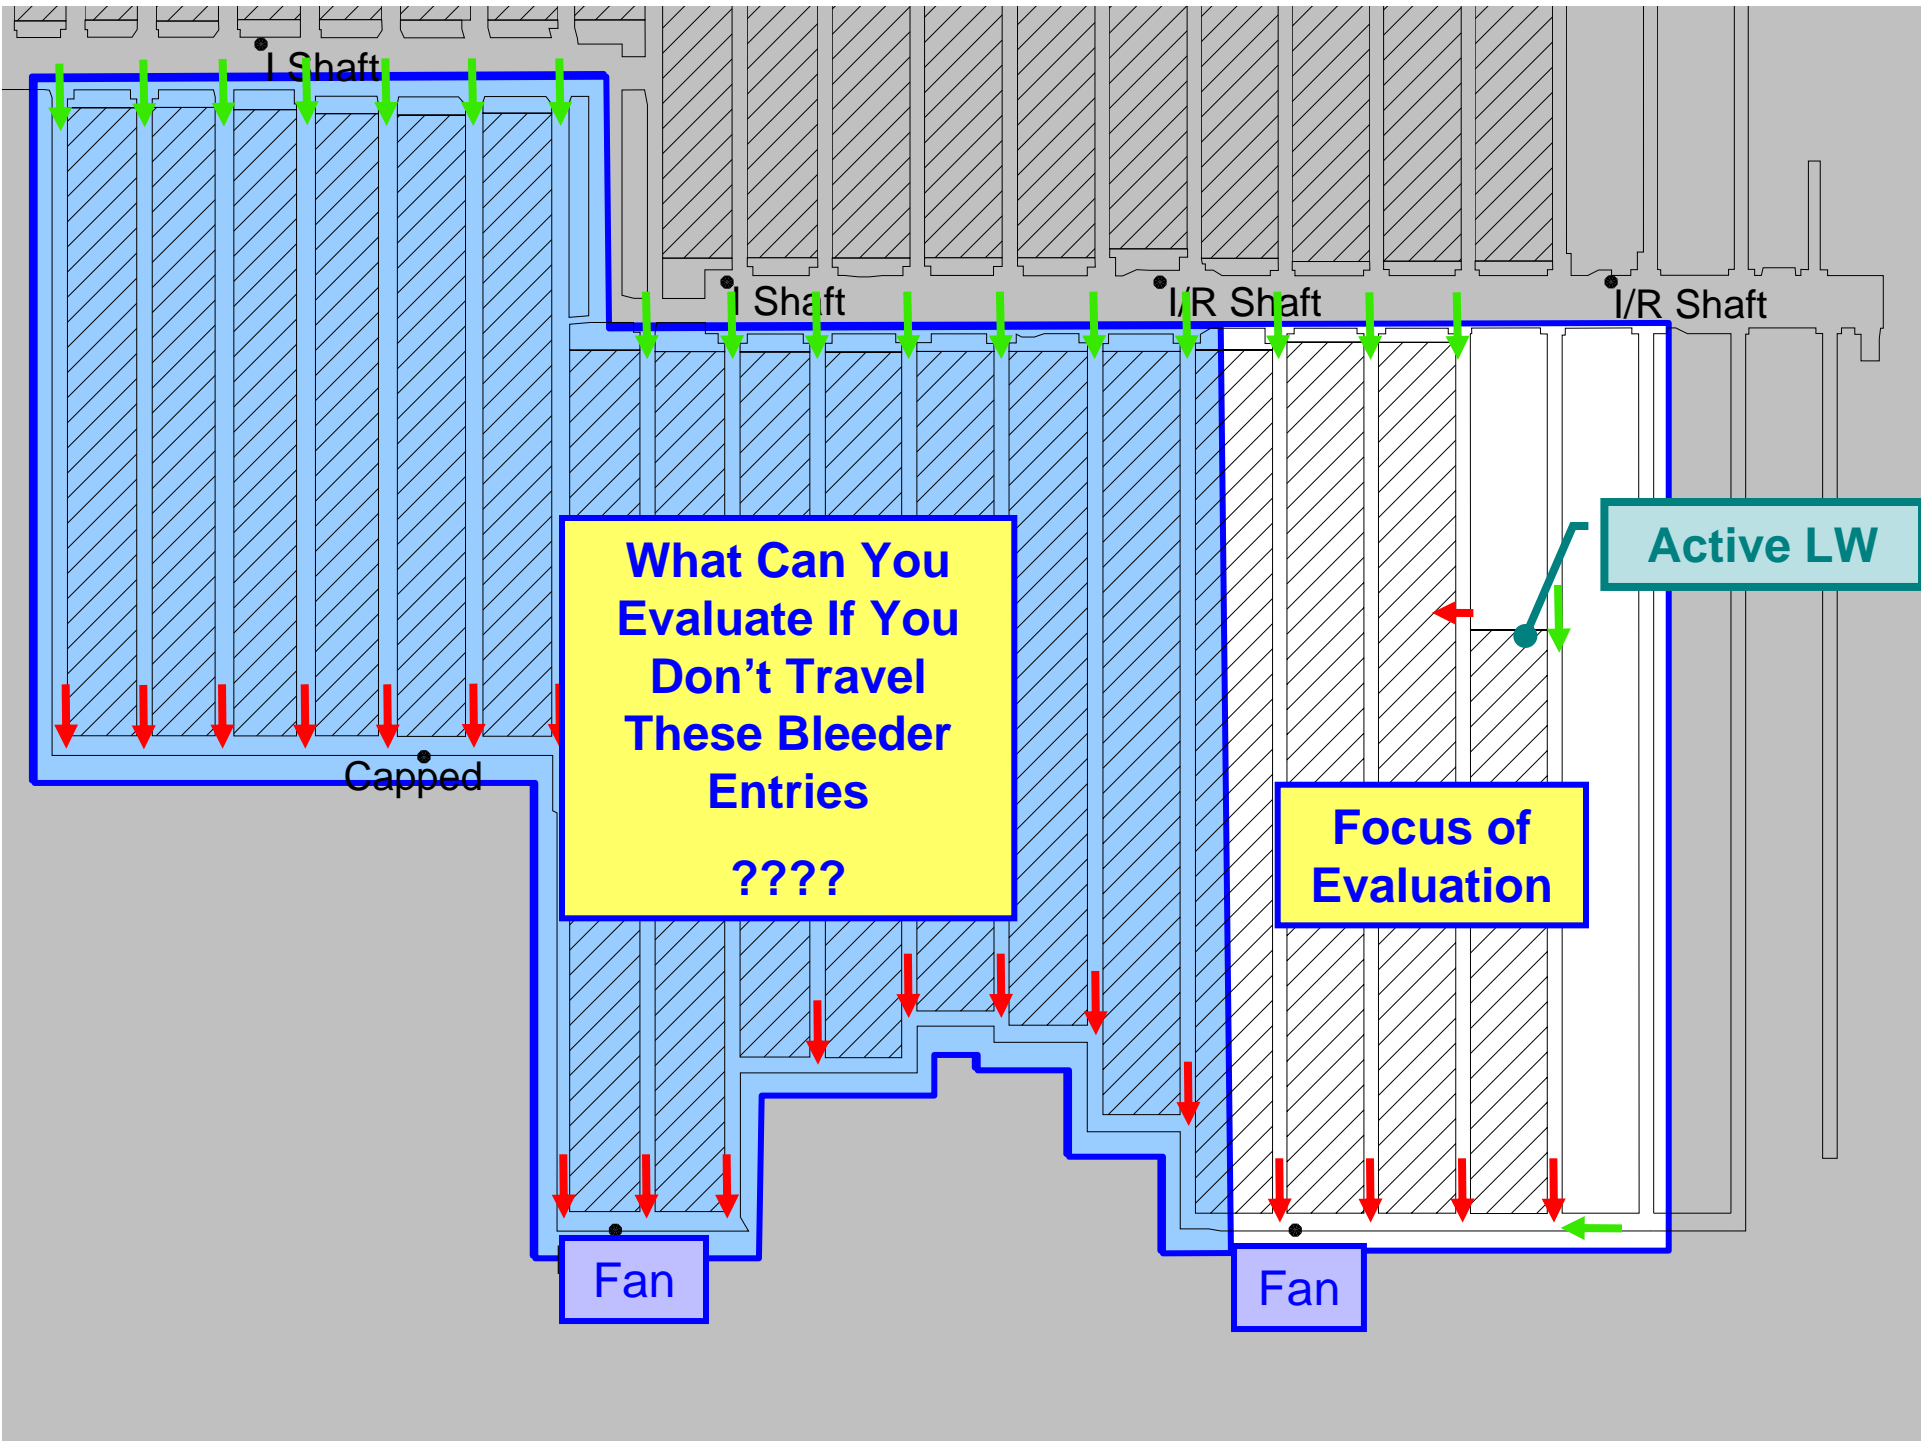 I Shaft
I Shaft
I/R Shaft
I/R Shaft
Active LW
What Can You
Evaluate If You
Don’t Travel
These Bleeder
Entries
????
Capped
Focus of
Evaluation
Fan
Fan